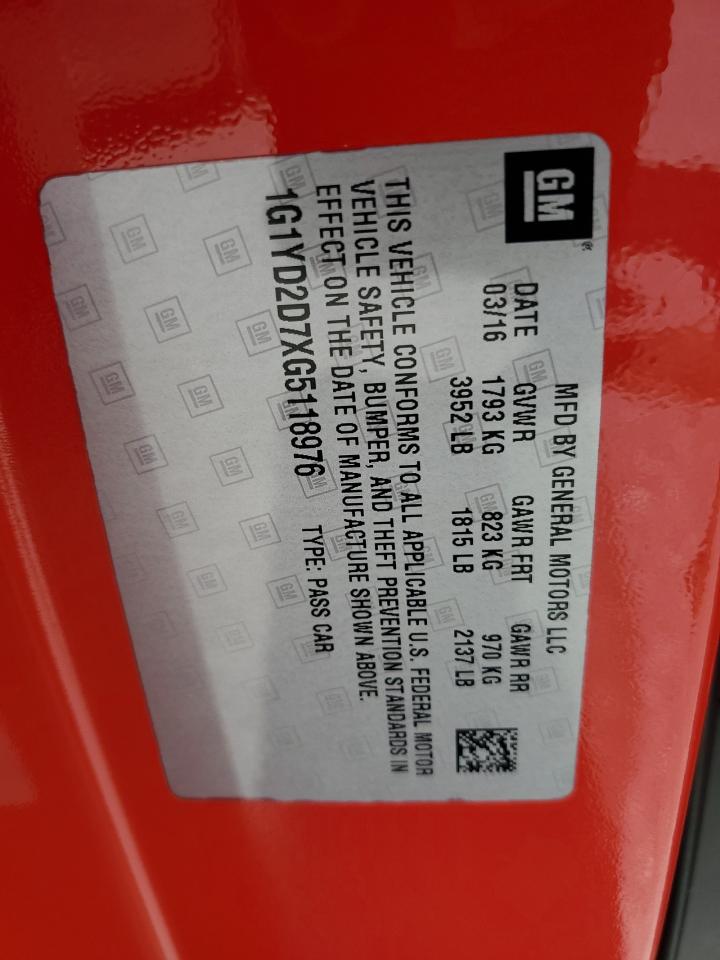 GM®
MFD BY GENERAL MOTORS LLC
DATE GVWR GAWR FRT GAWR RR
03/16 1793 KG 823 KG 970 KG
3952 LB 1815 LB 2137 LB
THIS VEHICLE CONFORMS TO ALL APPLICABLE U.S. FEDERAL MOTOR
VEHICLE SAFETY, BUMPER, AND THEFT PREVENTION STANDARDS IN
EFFECT ON THE DATE OF MANUFACTURE SHOWN ABOVE.
1G1YD2D7XG5118976 TYPE: PASS CAR